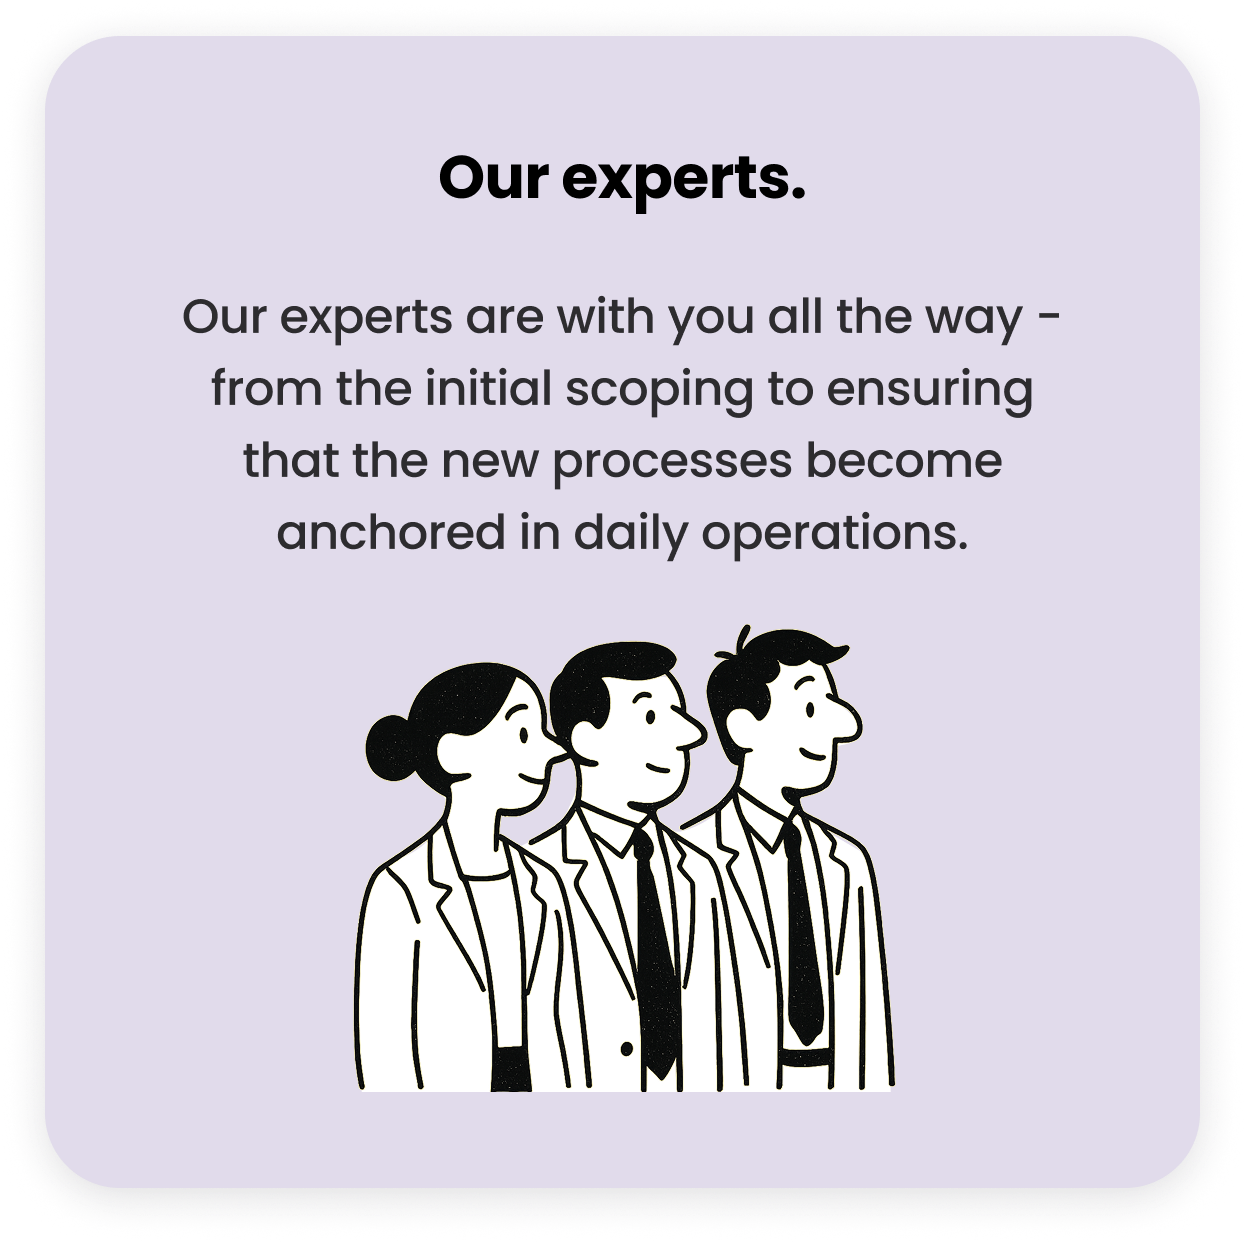 Our experts.
Our experts are with you all the way -
from the initial scoping to ensuring
that the new processes become
anchored in daily operations.